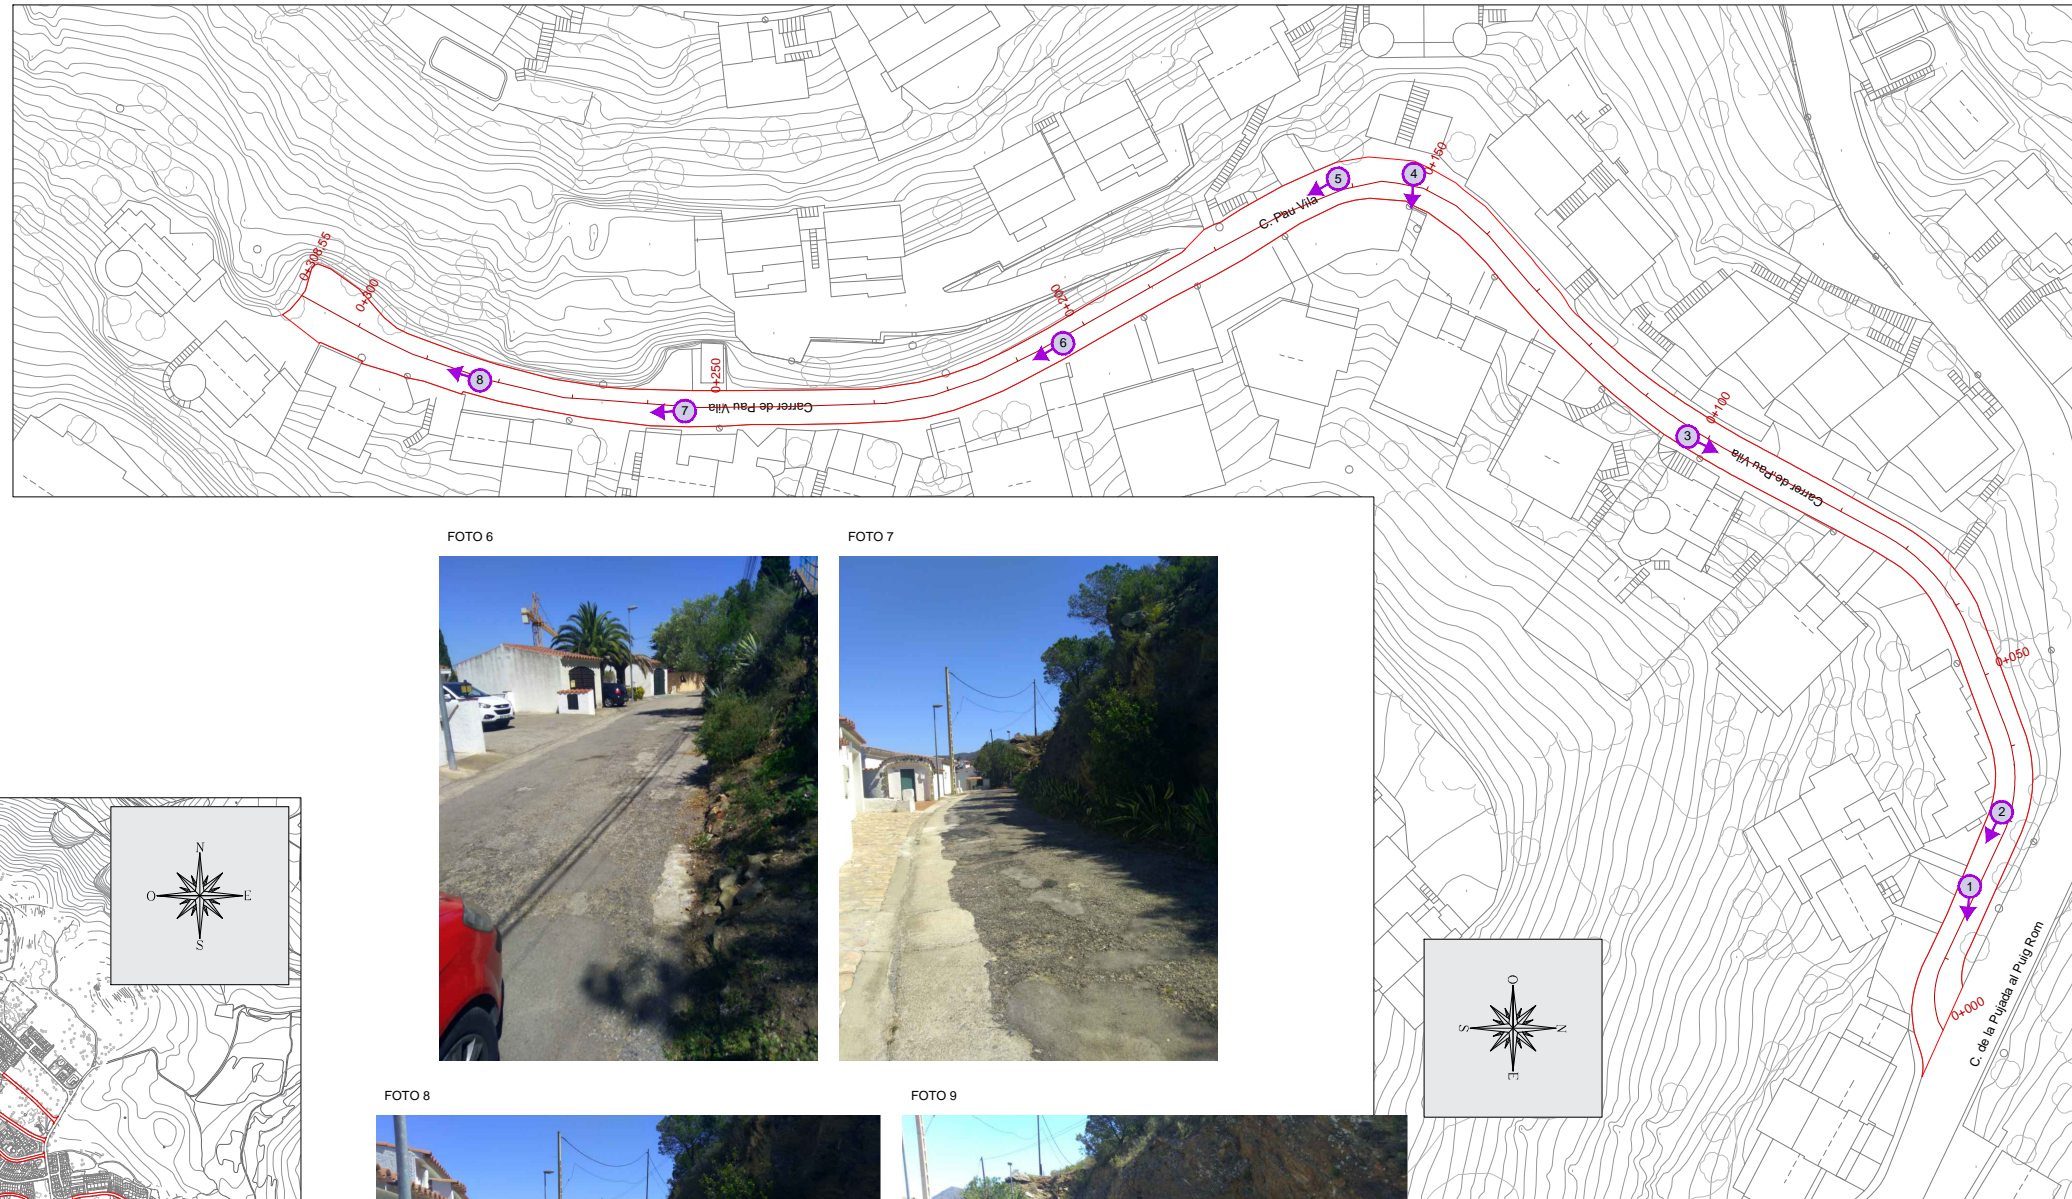 5
4
0+150
C. Pau Vila
0+308.55
0+300
0+200
6
8
0+250
7
Carrer de Pau Vila
0+100
3
Carrer de Pau Vila
0+050
2
1
0+000
C. de la Pujada al Puig Rom
FOTO 6
FOTO 7
N
O
E
S
O
S
N
E
FOTO 8
FOTO 9